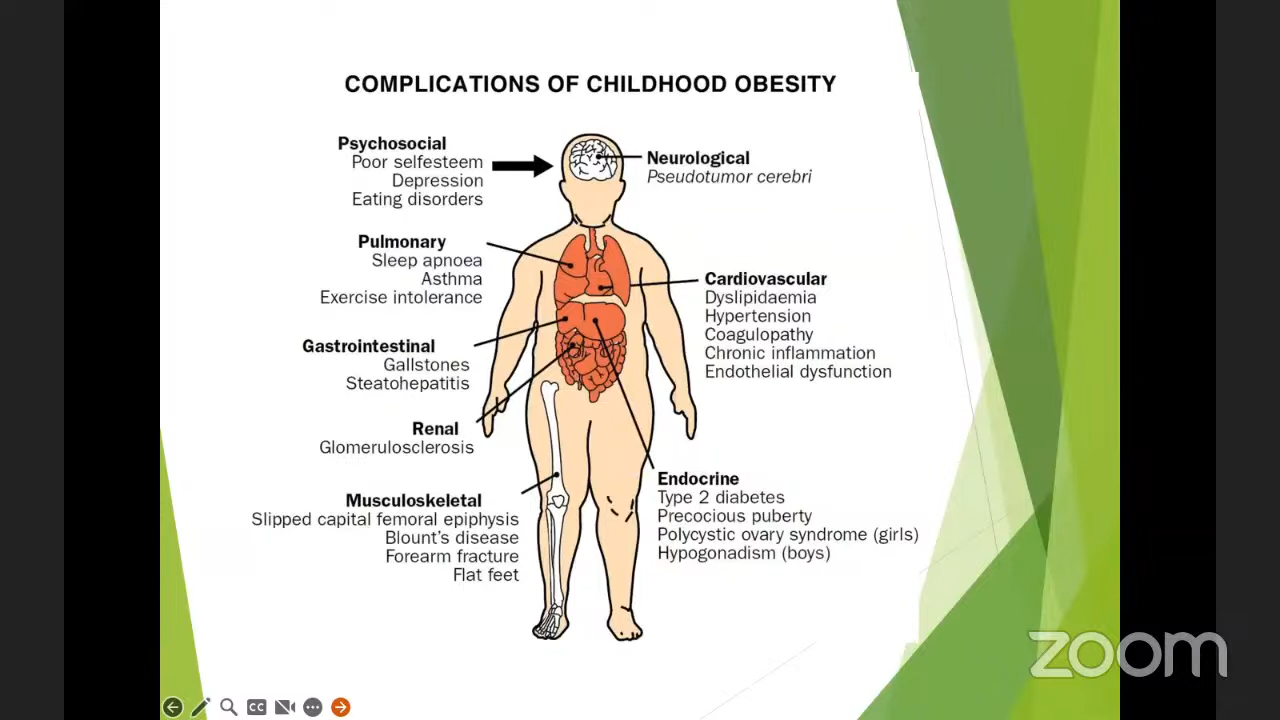 COMPLICATIONS OF CHILDHOOD OBESITY
Psychosocial
Poor selfesteem
Depression
Eating disorders
Neurological
Pseudotumor cerebri
Pulmonary
Sleep apnoea
Asthma
Exercise intolerance
Cardiovascular
Dyslipidaemia
Hypertension
Coagulopathy
Chronic inflammation
Endothelial dysfunction
Gastrointestinal
Gallstones
Steatohepatitis
Renal
Glomerulosclerosis
Musculoskeletal
Slipped capital femoral epiphysis
Blount's disease
Forearm fracture
Flat feet
Endocrine
Type 2 diabetes
Precocious puberty
Polycystic ovary syndrome (girls)
Hypogonadism (boys)
zoom
CC